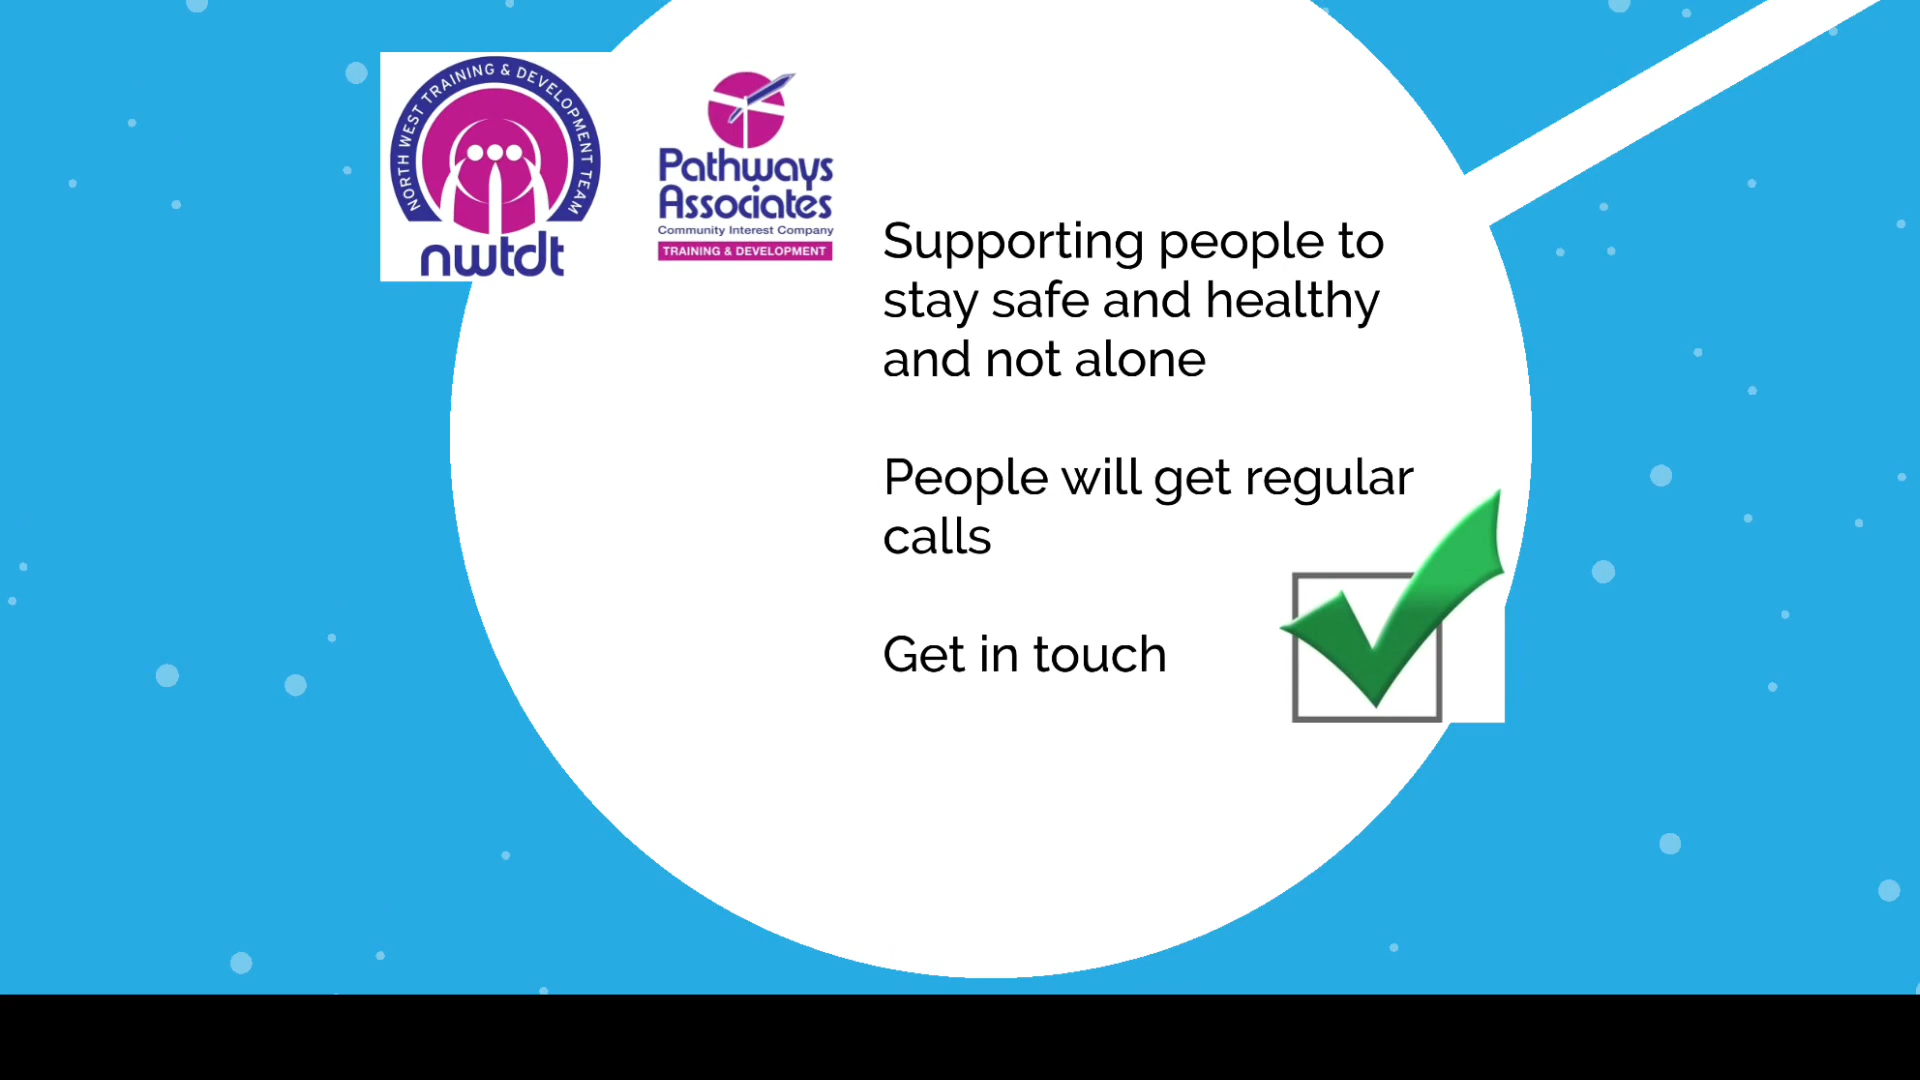 NORTH WEST TRAINING & DEVELOPMENT TEAM
nwtdt
Pathways
Associates
Community Interest Company
TRAINING & DEVELOPMENT
Supporting people to
stay safe and healthy
and not alone
People will get regular
calls
Get in touch